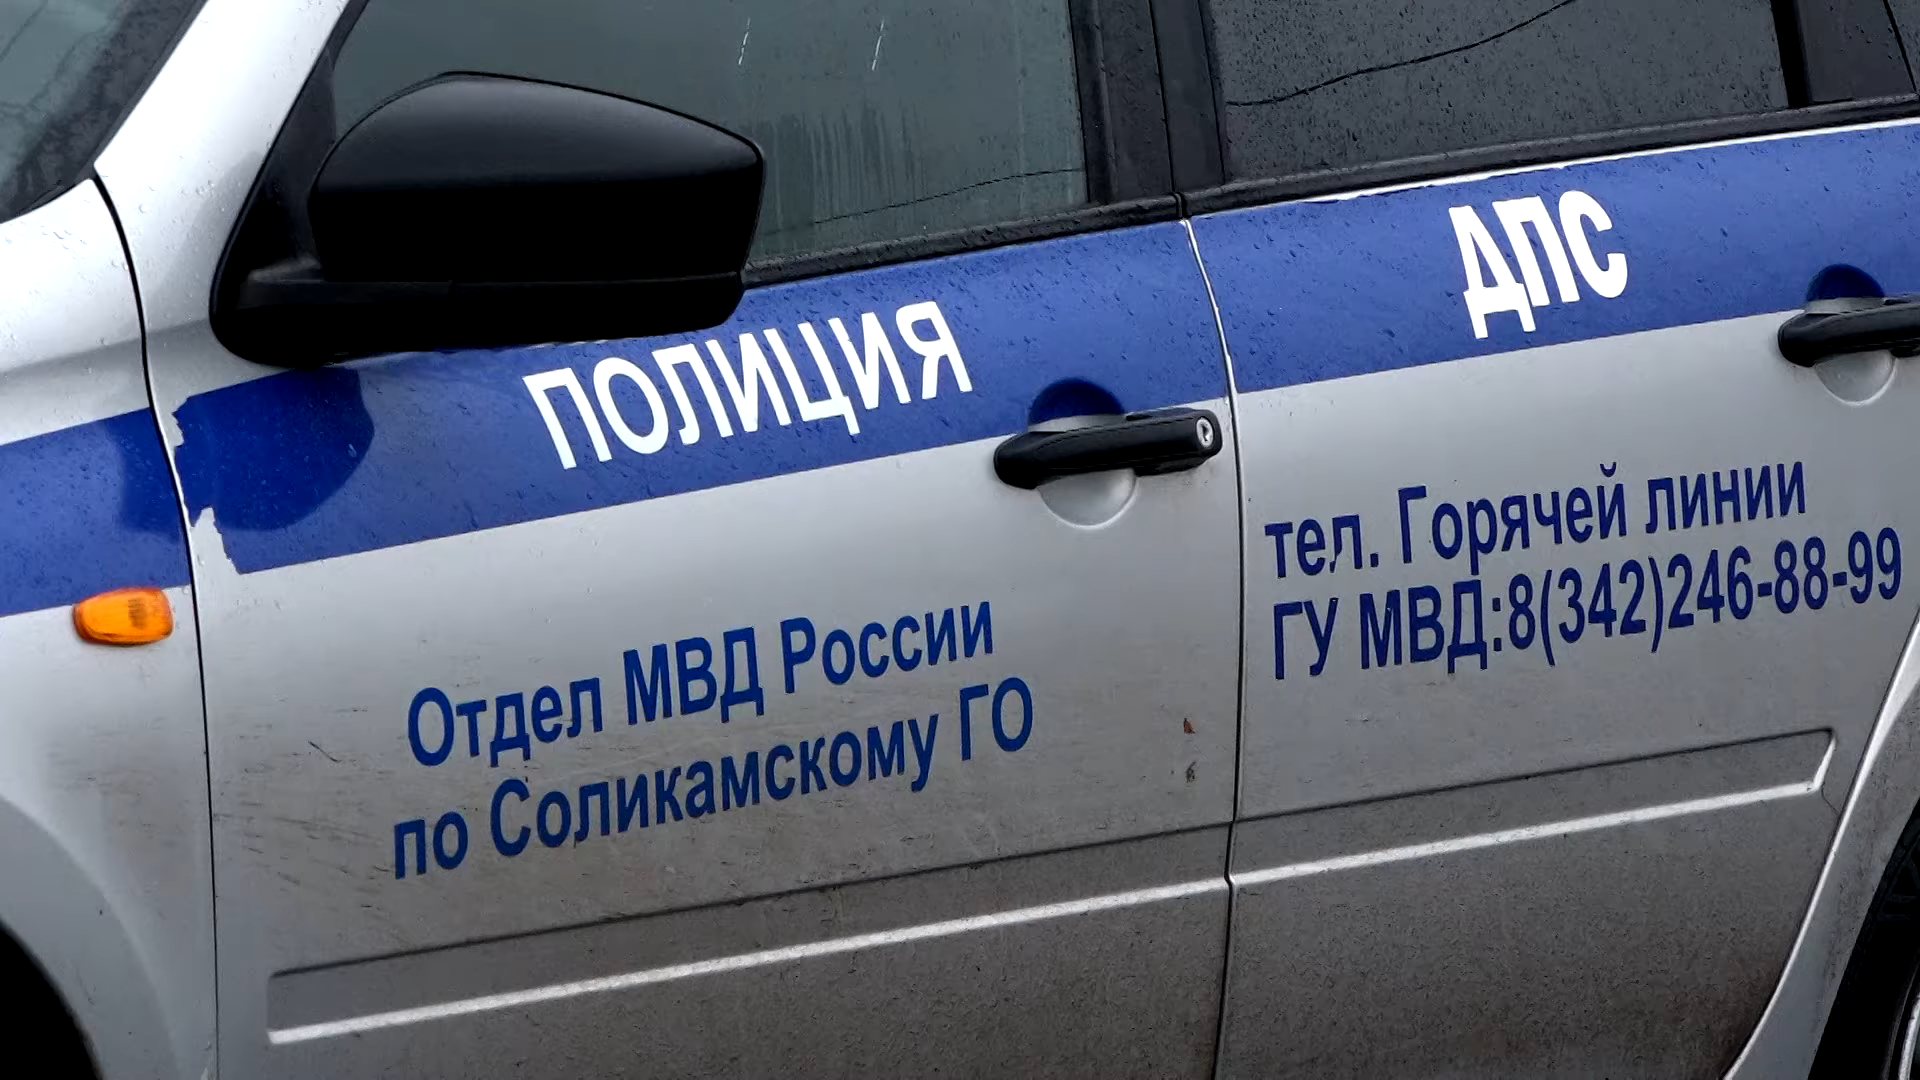 ПОЛИЦИЯ
ДПС
Отдел МВД России
по Соликамскому ГО
тел. Горячей линии
ГУ МВД:8(342)246-88-99